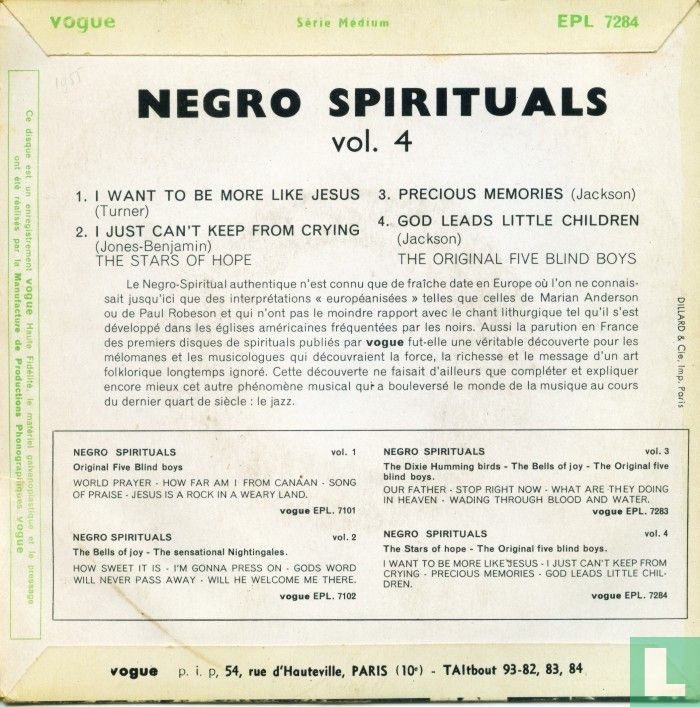 vogue Série Médium EPL 7284
1955
NEGRO SPIRITUALS
vol. 4
1. I WANT TO BE MORE LIKE JESUS
(Turner)
2. I JUST CAN'T KEEP FROM CRYING
(Jones-Benjamin)
THE STARS OF HOPE
3. PRECIOUS MEMORIES (Jackson)
4. GOD LEADS LITTLE CHILDREN
(Jackson)
THE ORIGINAL FIVE BLIND BOYS
Le Negro-Spiritual authentique n'est connu que de fraîche date en Europe où l'on ne connais-
sait jusqu'ici que des interprétations « européanisées » telles que celles de Marian Anderson
ou de Paul Robeson et qui n'ont pas le moindre rapport avec le chant lithurgique tel qu'il s'est
développé dans les églises américaines fréquentées par les noirs. Aussi la parution en France
des premiers disques de spirituals publiés par vogue fut-elle une véritable découverte pour les
mélomanes et les musicologues qui découvraient la force, la richesse et le message d'un art
folklorique longtemps ignoré. Cette découverte ne faisait d'ailleurs que compléter et expliquer
encore mieux cet autre phénomène musical qui a bouleversé le monde de la musique au cours
du dernier quart de siècle : le jazz.
NEGRO SPIRITUALS vol. 1
Original Five Blind boys
WORLD PRAYER - HOW FAR AM I FROM CANAAN - SONG
OF PRAISE - JESUS IS A ROCK IN A WEARY LAND.
vogue EPL. 7101
NEGRO SPIRITUALS vol. 2
The Bells of joy - The sensational Nightingales.
HOW SWEET IT IS - I'M GONNA PRESS ON - GODS WORD
WILL NEVER PASS AWAY - WILL HE WELCOME ME THERE.
vogue EPL. 7102
NEGRO SPIRITUALS vol. 3
The Dixie Humming birds - The Bells of joy - The Original five
blind boys.
OUR FATHER - STOP RIGHT NOW - WHAT ARE THEY DOING
IN HEAVEN - WADING THROUGH BLOOD AND WATER.
vogue EPL. 7283
NEGRO SPIRITUALS vol. 4
The Stars of hope - The Original five blind boys.
I WANT TO BE MORE LIKE JESUS - I JUST CAN'T KEEP FROM
CRYING - PRECIOUS MEMORIES - GOD LEADS LITTLE CHIL-
DREN.
vogue EPL. 7284
Ce disque est un enregistrement vogue Haute Fidélité, le matériel galvanoplastique et le pressage
ont été réalisés par la Manufacture de Productions Phonographiques vogue
DILLARD & Cie. Imp. Paris
vogue p. i. p, 54, rue d'Hauteville, PARIS (10e) - TAItbout 93-82, 83, 84
L